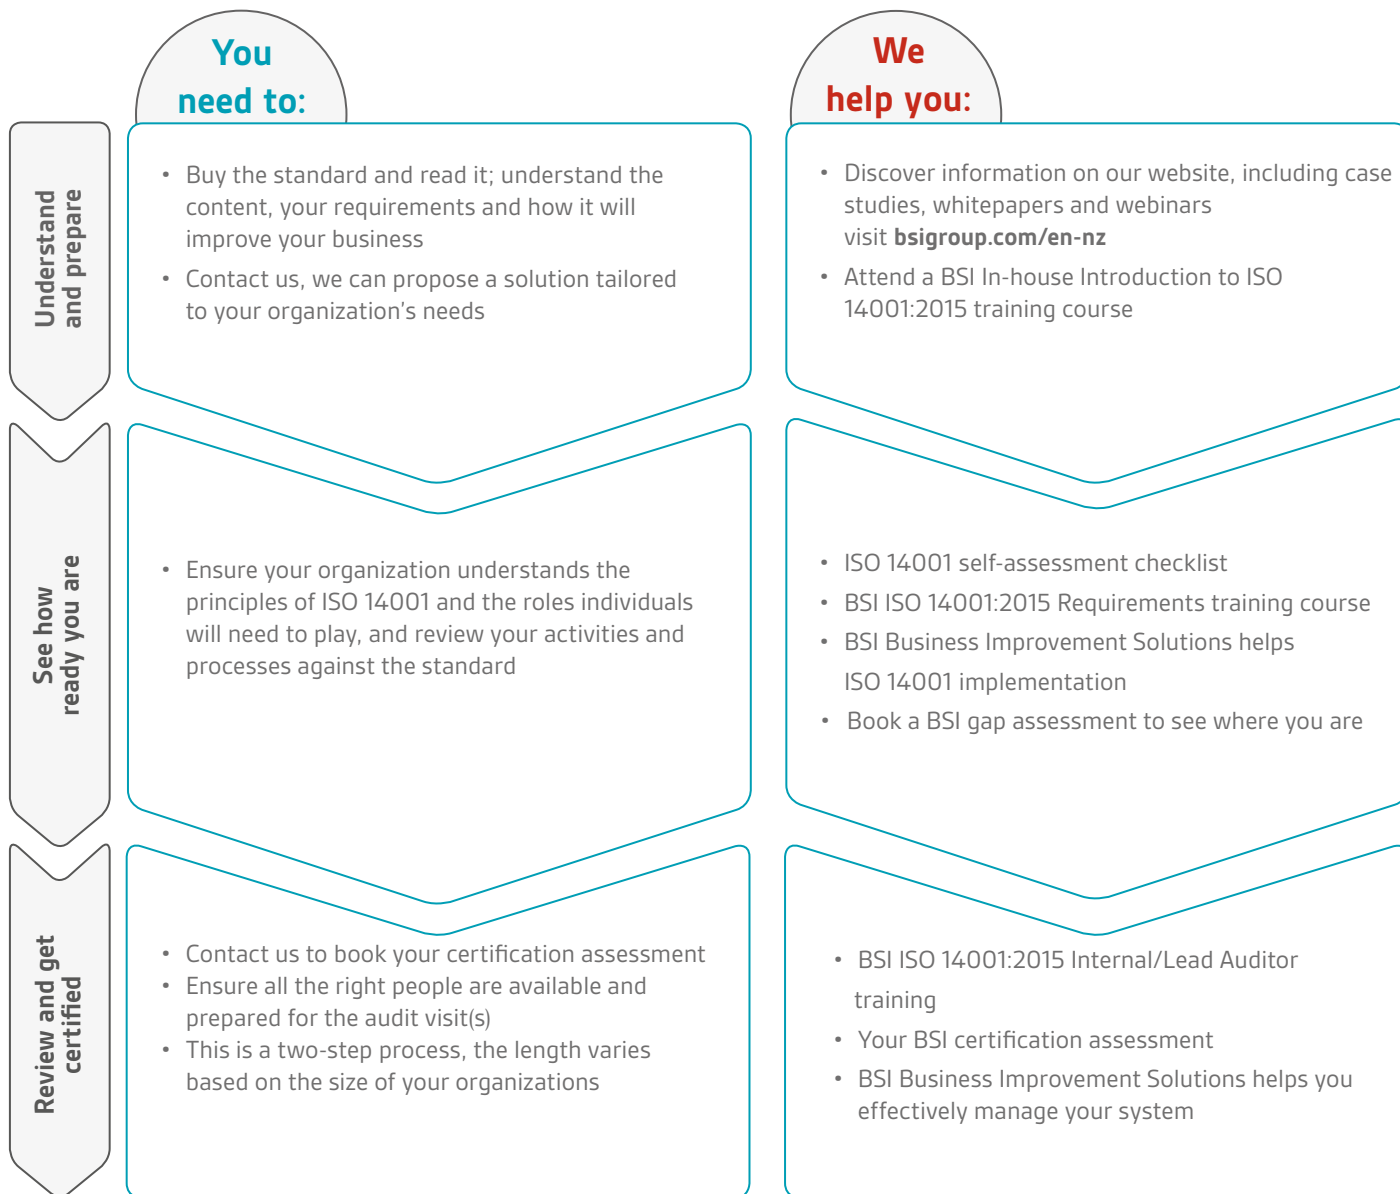 You
need to:
We
help you:
Understand
and prepare
• Buy the standard and read it; understand the
content, your requirements and how it will
improve your business
• Contact us, we can propose a solution tailored
to your organization's needs
• Discover information on our website, including case
studies, whitepapers and webinars
visit bsigroup.com/en-nz
• Attend a BSI In-house Introduction to ISO
14001:2015 training course
See how
ready you are
• Ensure your organization understands the
principles of ISO 14001 and the roles individuals
will need to play, and review your activities and
processes against the standard
• ISO 14001 self-assessment checklist
• BSI ISO 14001:2015 Requirements training course
• BSI Business Improvement Solutions helps
ISO 14001 implementation
• Book a BSI gap assessment to see where you are
Review and get
certified
• Contact us to book your certification assessment
• Ensure all the right people are available and
prepared for the audit visit(s)
• This is a two-step process, the length varies
based on the size of your organizations
• BSI ISO 14001:2015 Internal/Lead Auditor
training
• Your BSI certification assessment
• BSI Business Improvement Solutions helps you
effectively manage your system